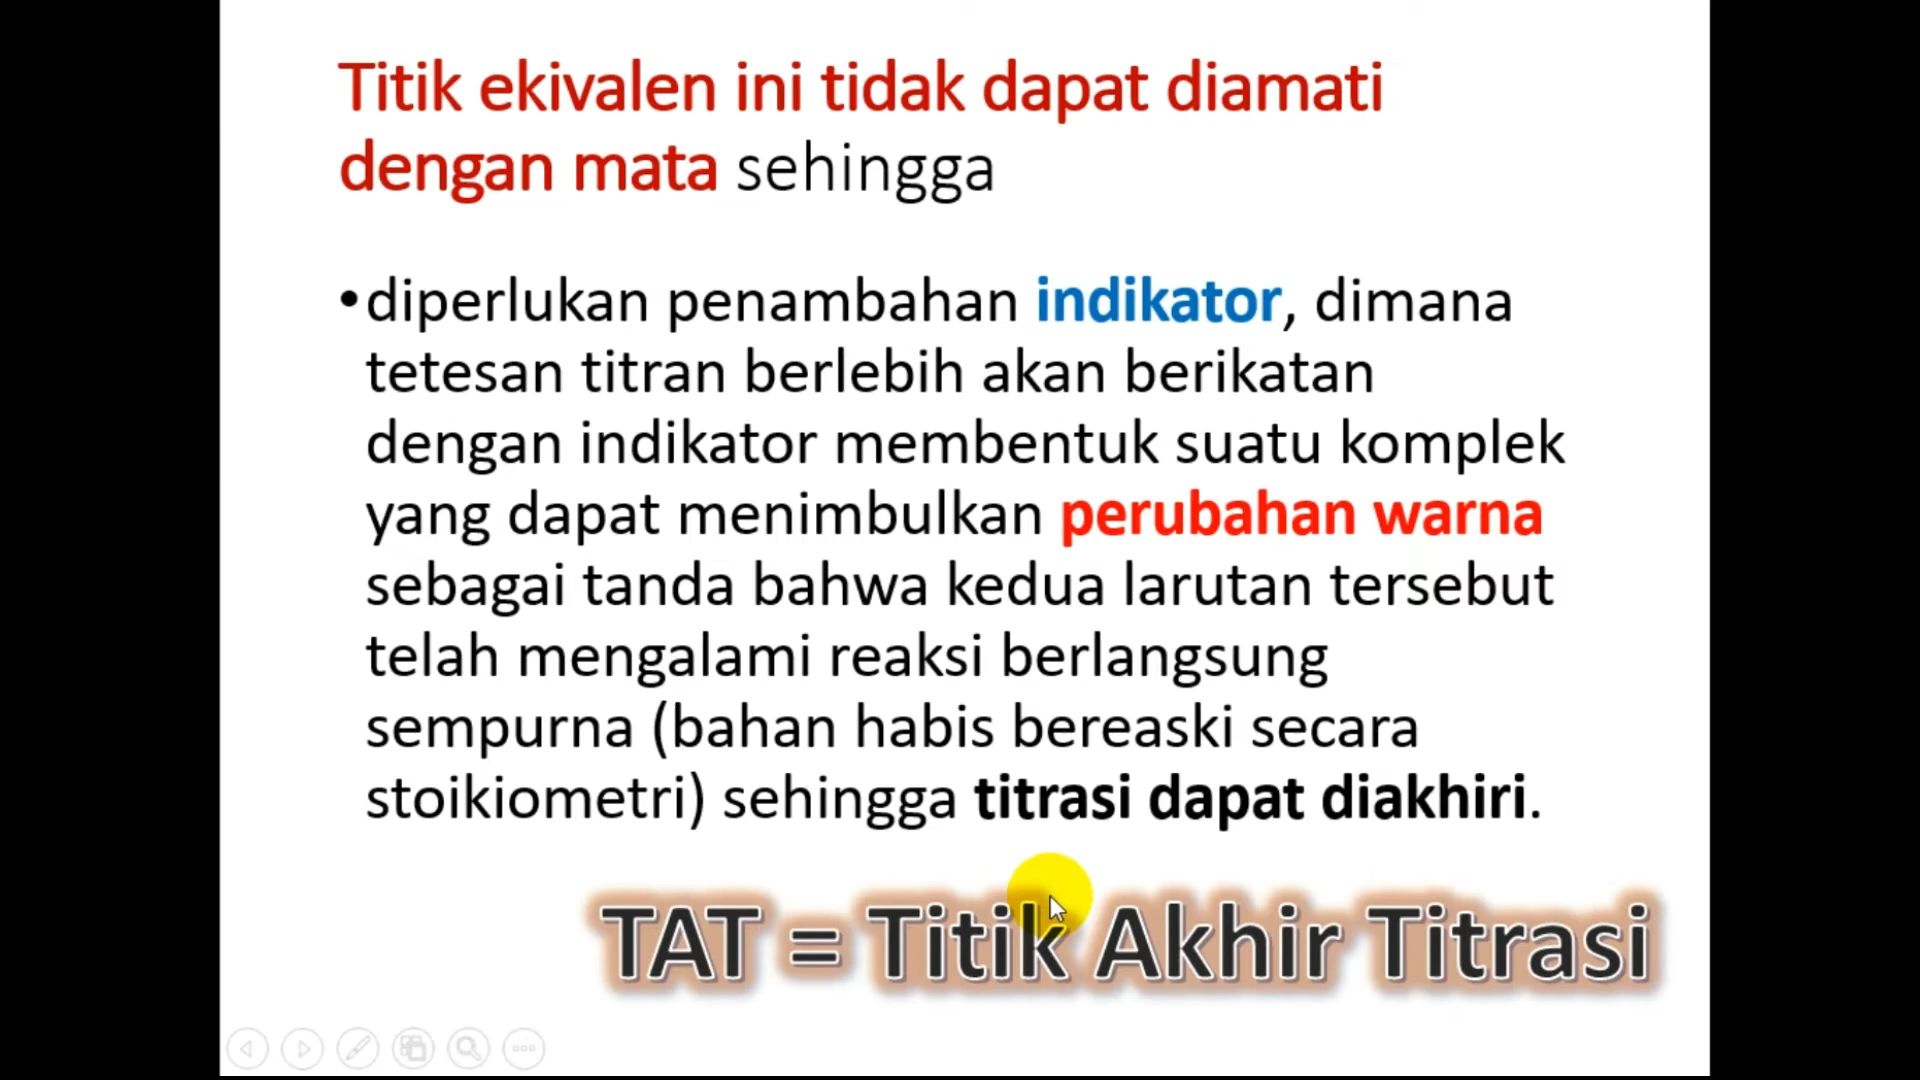 Titik ekivalen ini tidak dapat diamati
dengan mata sehingga
•diperlukan penambahan indikator, dimana
tetesan titran berlebih akan berikatan
dengan indikator membentuk suatu komplek
yang dapat menimbulkan perubahan warna
sebagai tanda bahwa kedua larutan tersebut
telah mengalami reaksi berlangsung
sempurna (bahan habis bereaski secara
stoikiometri) sehingga titrasi dapat diakhiri.
TAT = Titik Akhir Titrasi